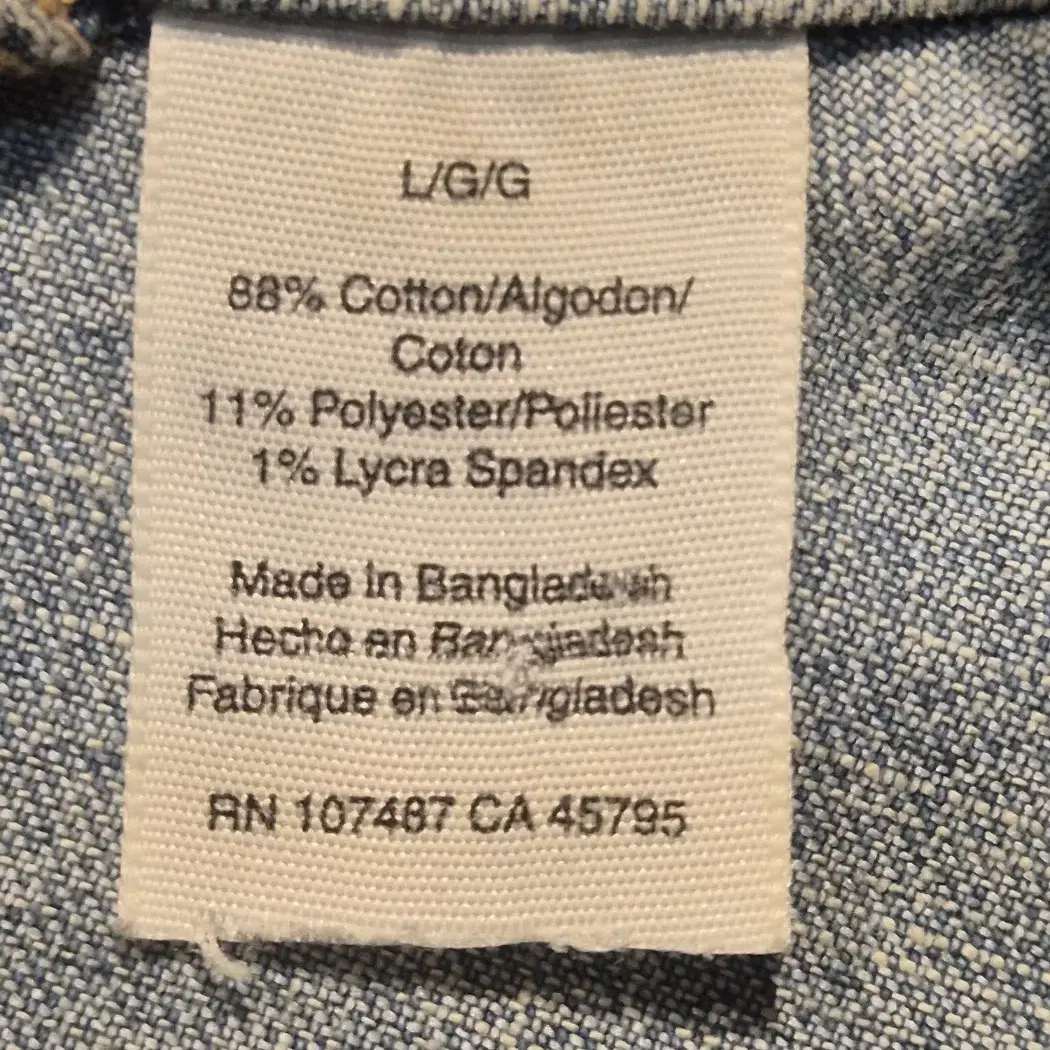 L/G/G
88% Cotton/Algodon/
Coton
11% Polyester/Poliester
1% Lycra Spandex
Made in Bangladesh
Hecho en Bangladesh
Fabrique en Bangladesh
RN 107487 CA 45795